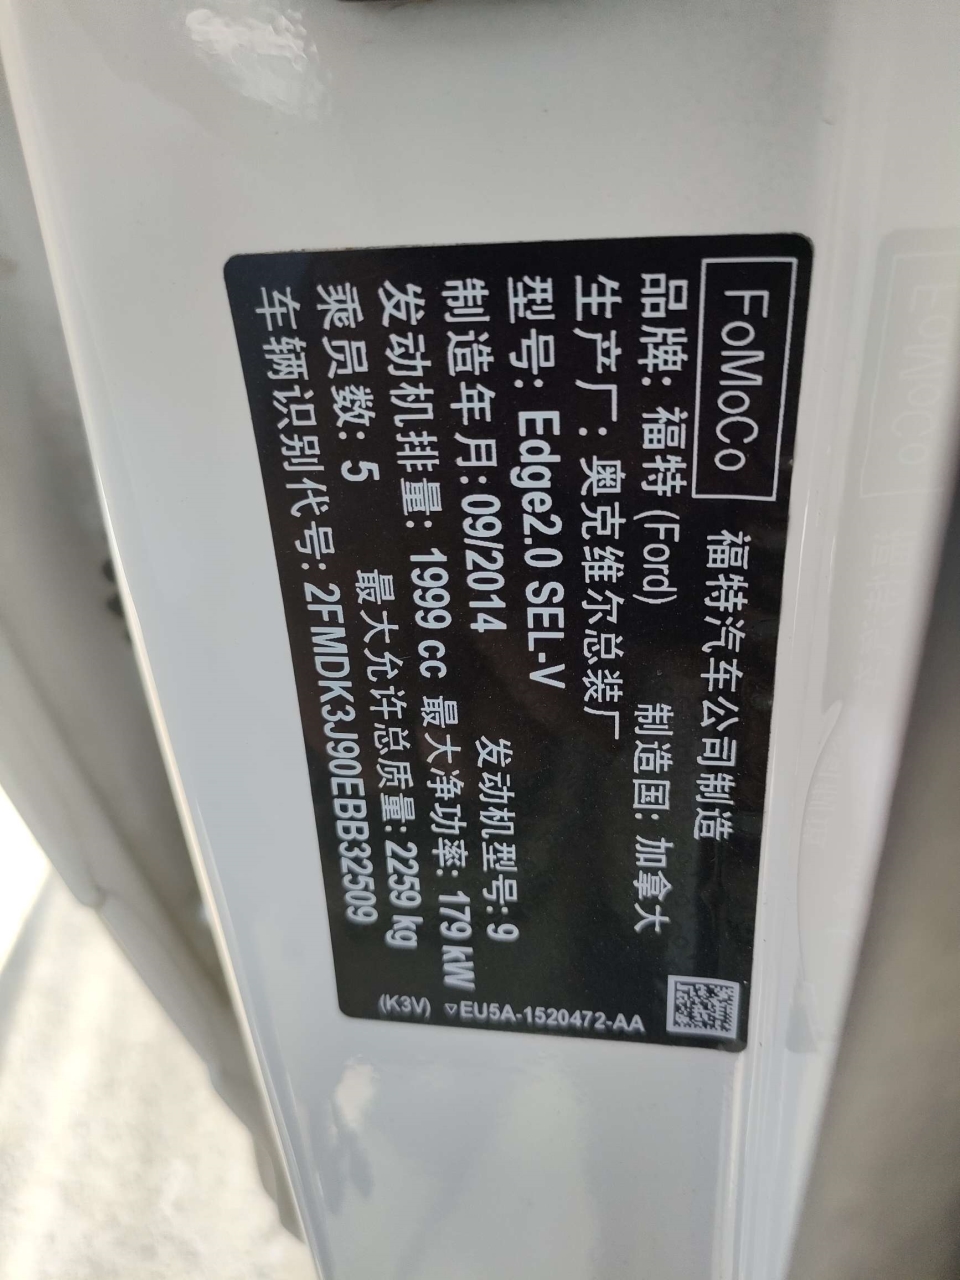 FoMoCo 福特汽车公司制造
品牌: 福特 (Ford) 制造国: 加拿大
生产厂: 奥克维尔总装厂
型号: Edge2.0 SEL-V 发动机型号: 9
制造年月: 09/2014
发动机排量: 1999 cc 最大净功率: 179 kW
乘员数: 5 最大允许总质量: 2259 kg
车辆识别代号: 2FMDK3J90EBB32509
(K3V) ▽EU5A-1520472-AA